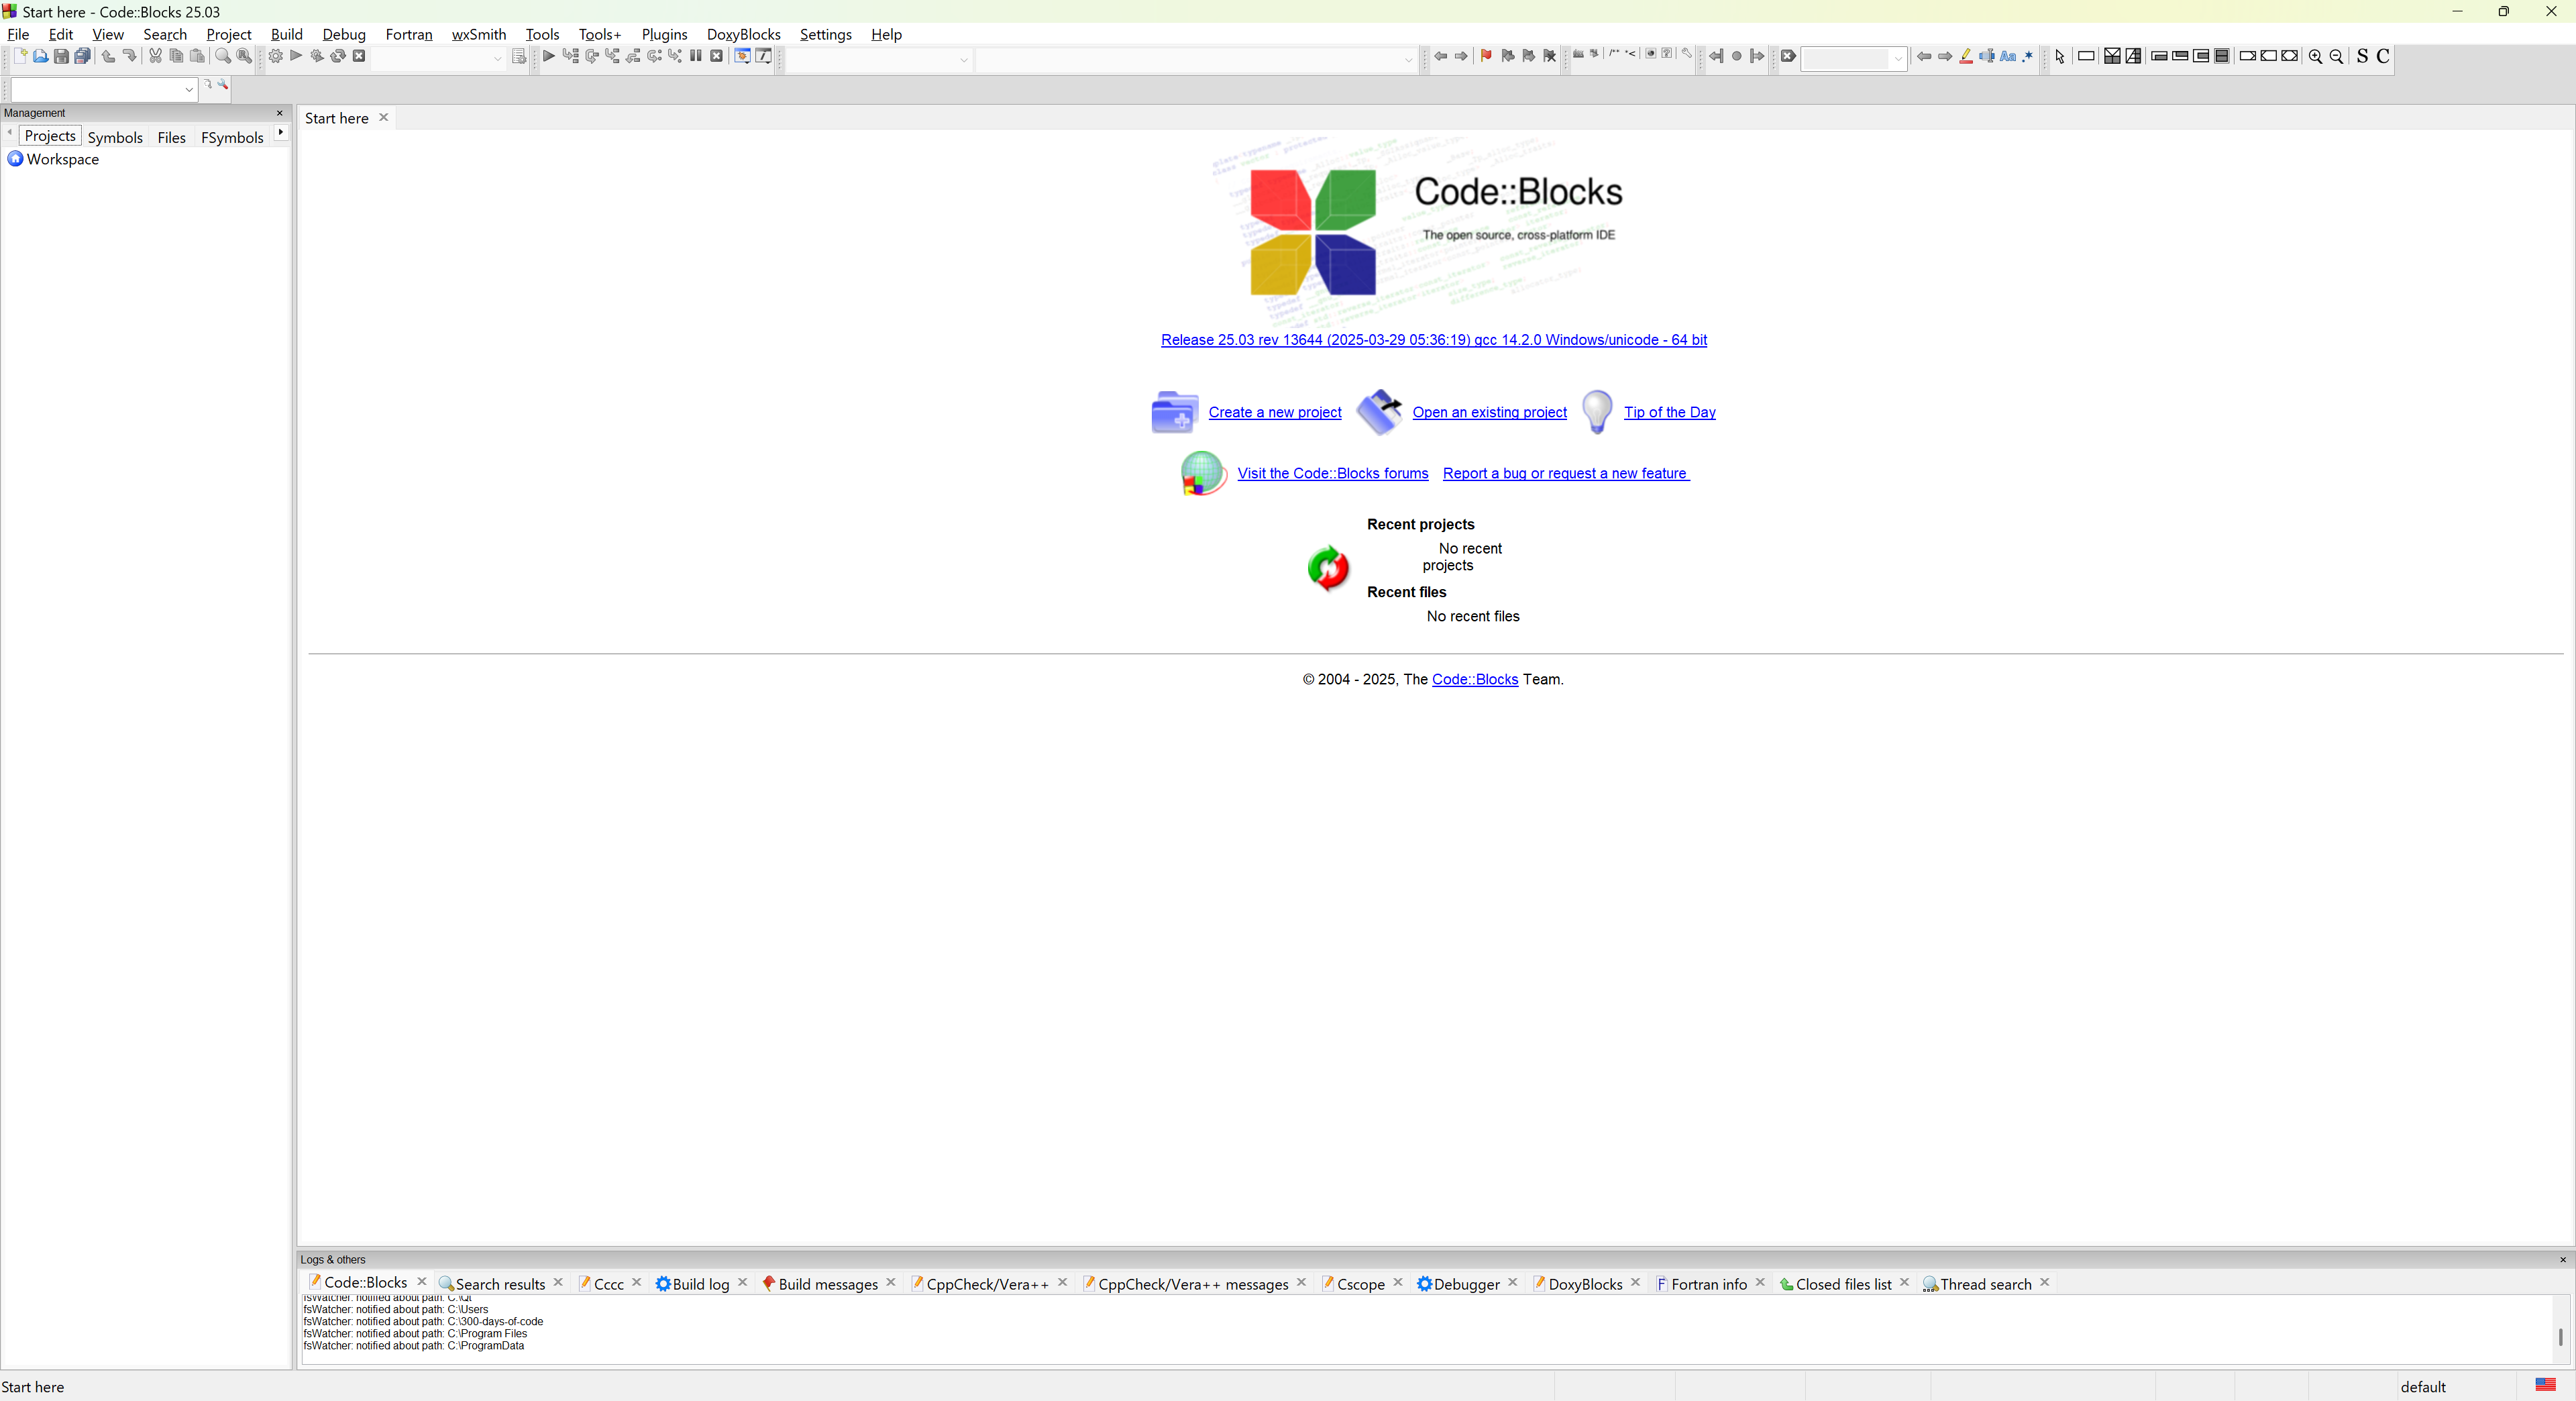 Start here - Code::Blocks 25.03
File Edit View Search Project Build Debug Fortran wxSmith Tools Tools+ Plugins DoxyBlocks Settings Help
Management
Start here
Projects Symbols Files FSymbols
Workspace
Code::Blocks
The open source, cross-platform IDE
Release 25.03 rev 13644 (2025-03-29 05:36:19) gcc 14.2.0 Windows/unicode - 64 bit
Create a new project Open an existing project Tip of the Day
Visit the Code::Blocks forums Report a bug or request a new feature
Recent projects
No recent
projects
Recent files
No recent files
© 2004 - 2025, The Code::Blocks Team.
Logs & others
Code::Blocks Search results Cccc Build log Build messages CppCheck/Vera++ CppCheck/Vera++ messages Cscope Debugger DoxyBlocks Fortran info Closed files list Thread search
fsWatcher: notified about path: C:\Qt
fsWatcher: notified about path: C:\Users
fsWatcher: notified about path: C:\300-days-of-code
fsWatcher: notified about path: C:\Program Files
fsWatcher: notified about path: C:\ProgramData
Start here default